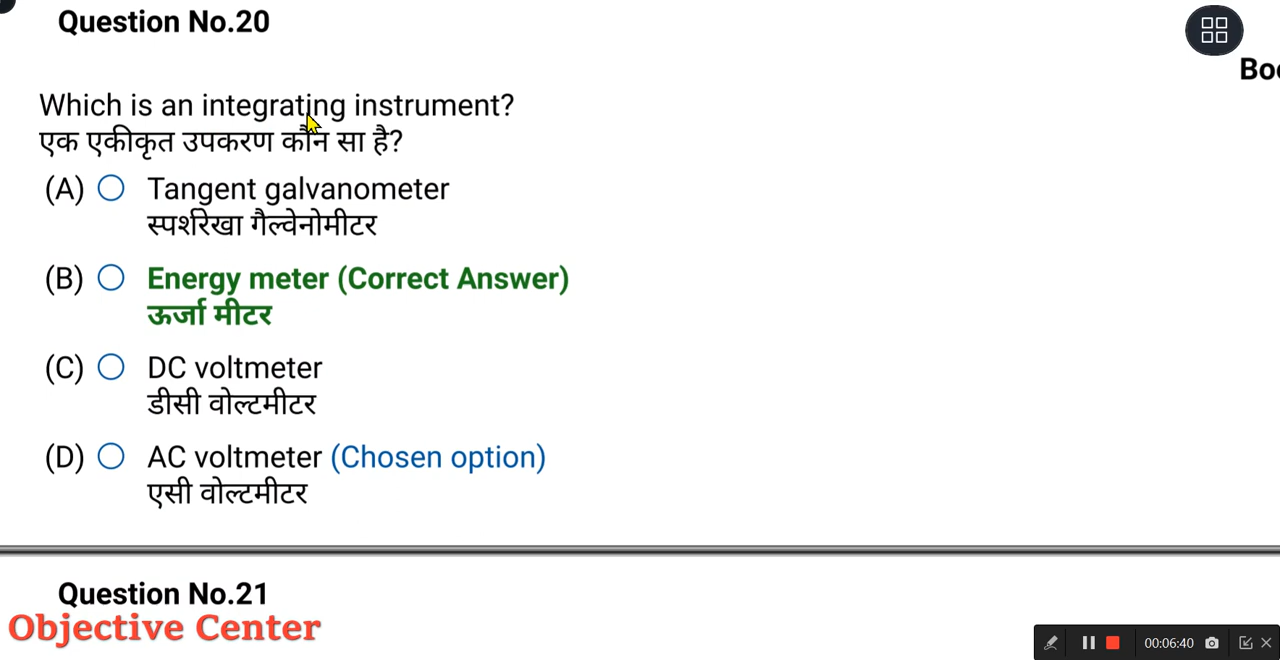 Question No.20
Which is an integrating instrument?
एक एकीकृत उपकरण कौन सा है?
(A) Tangent galvanometer
स्पर्शरेखा गैल्वेनोमीटर
(B) Energy meter (Correct Answer)
ऊर्जा मीटर
(C) DC voltmeter
डीसी वोल्टमीटर
(D) AC voltmeter (Chosen option)
एसी वोल्टमीटर
Question No.21
Objective Center
00:06:40